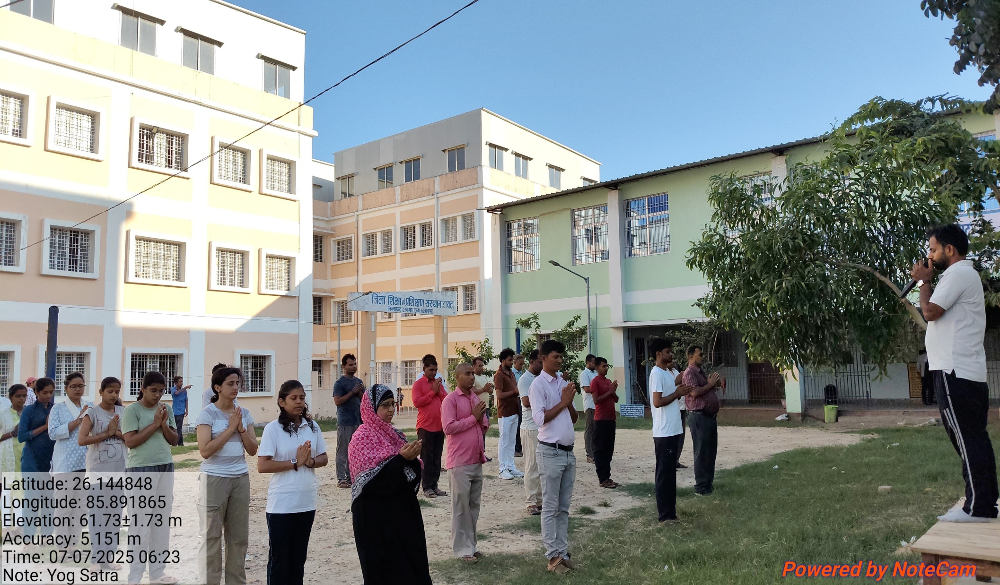 जिला शिक्षा एवं प्रशिक्षण संस्थान (डायट)
किलाघाट, दरभंगा (पुरुष छात्रावास)
Latitude: 26.144848
Longitude: 85.891865
Elevation: 61.73±1.73 m
Accuracy: 5.151 m
Time: 07-07-2025 06:23
Note: Yog Satra
Powered by NoteCam